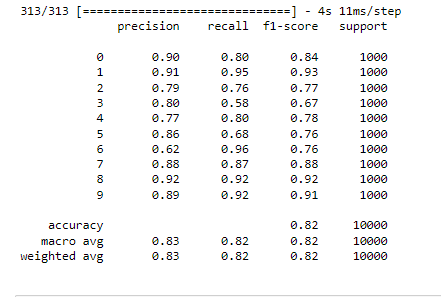 313/313 [==============================] - 4s 11ms/step
precision recall f1-score support
0 0.90 0.80 0.84 1000
1 0.91 0.95 0.93 1000
2 0.79 0.76 0.77 1000
3 0.80 0.58 0.67 1000
4 0.77 0.80 0.78 1000
5 0.86 0.68 0.76 1000
6 0.62 0.96 0.76 1000
7 0.88 0.87 0.88 1000
8 0.92 0.92 0.92 1000
9 0.89 0.92 0.91 1000
accuracy 0.82 10000
macro avg 0.83 0.82 0.82 10000
weighted avg 0.83 0.82 0.82 10000